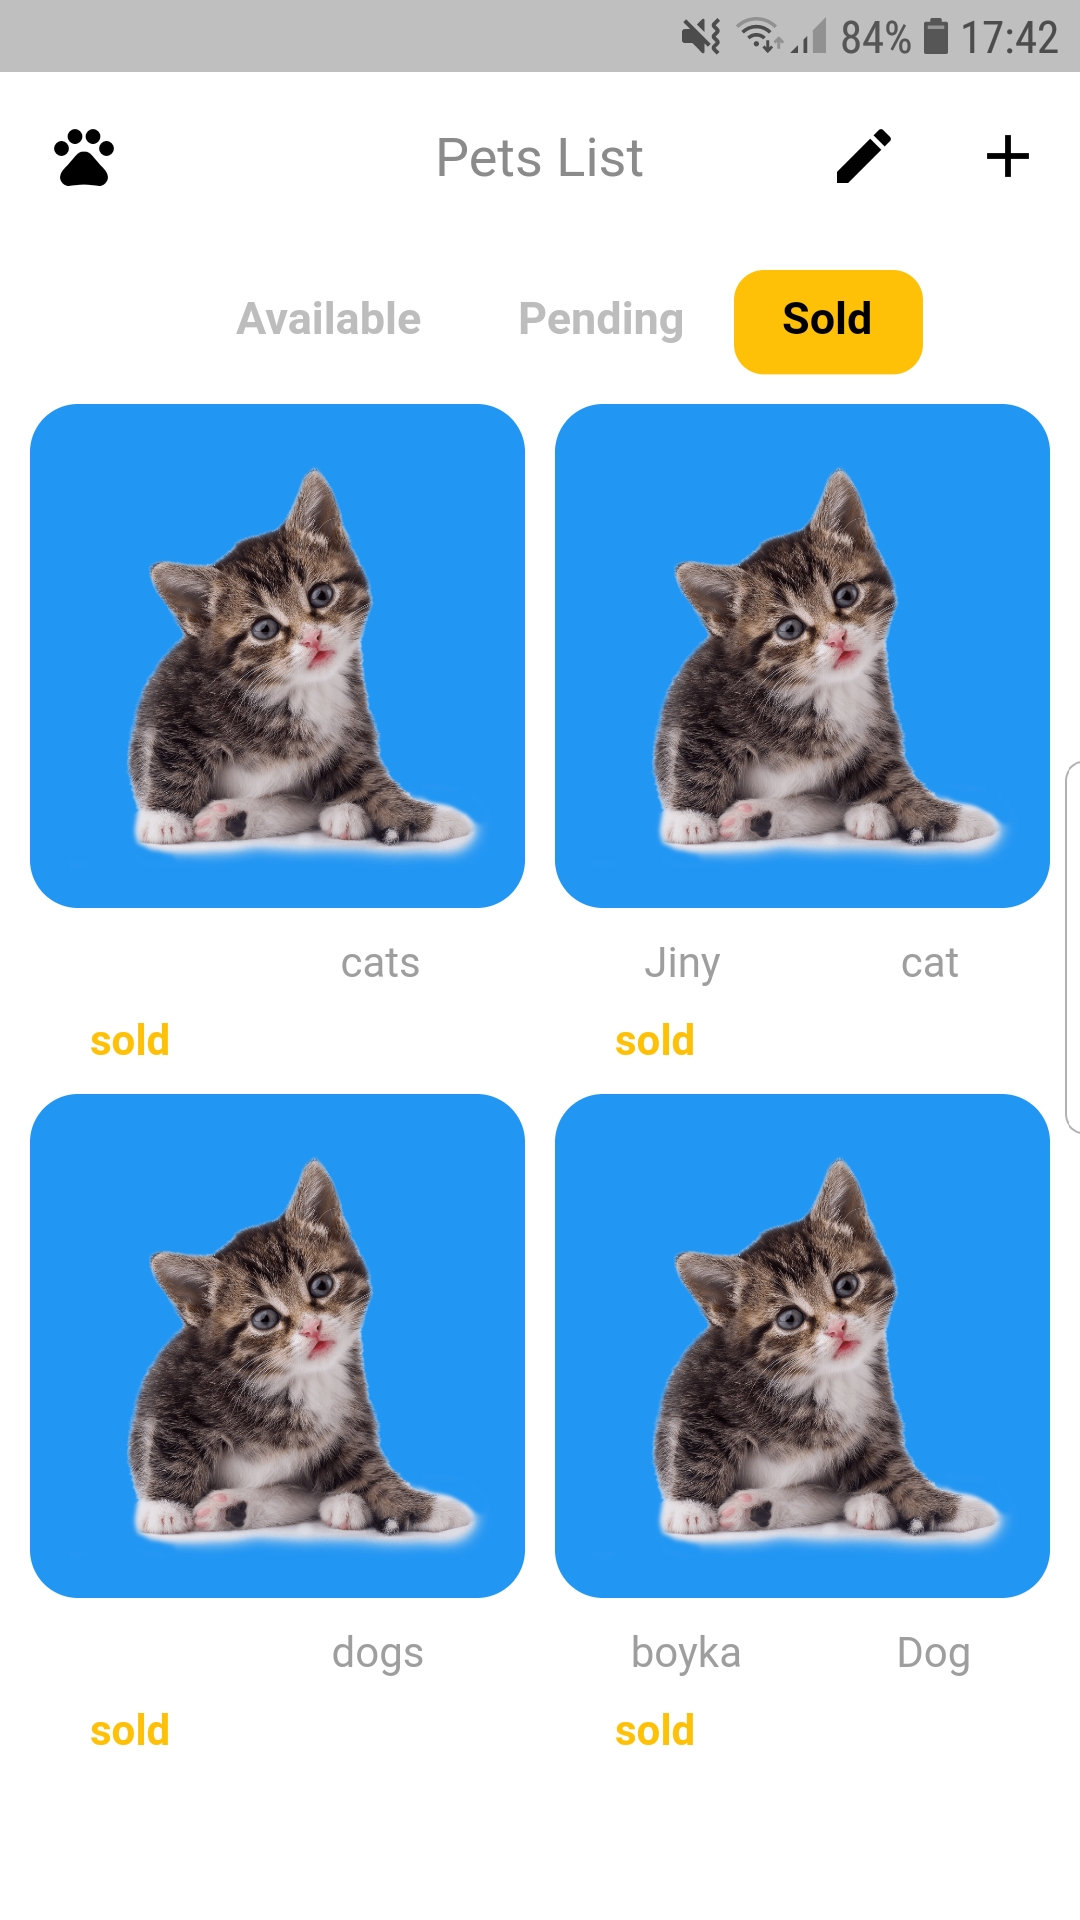 84% 17:42
Pets List
Available Pending Sold
cats
Jiny cat
sold
sold
dogs
boyka Dog
sold
sold